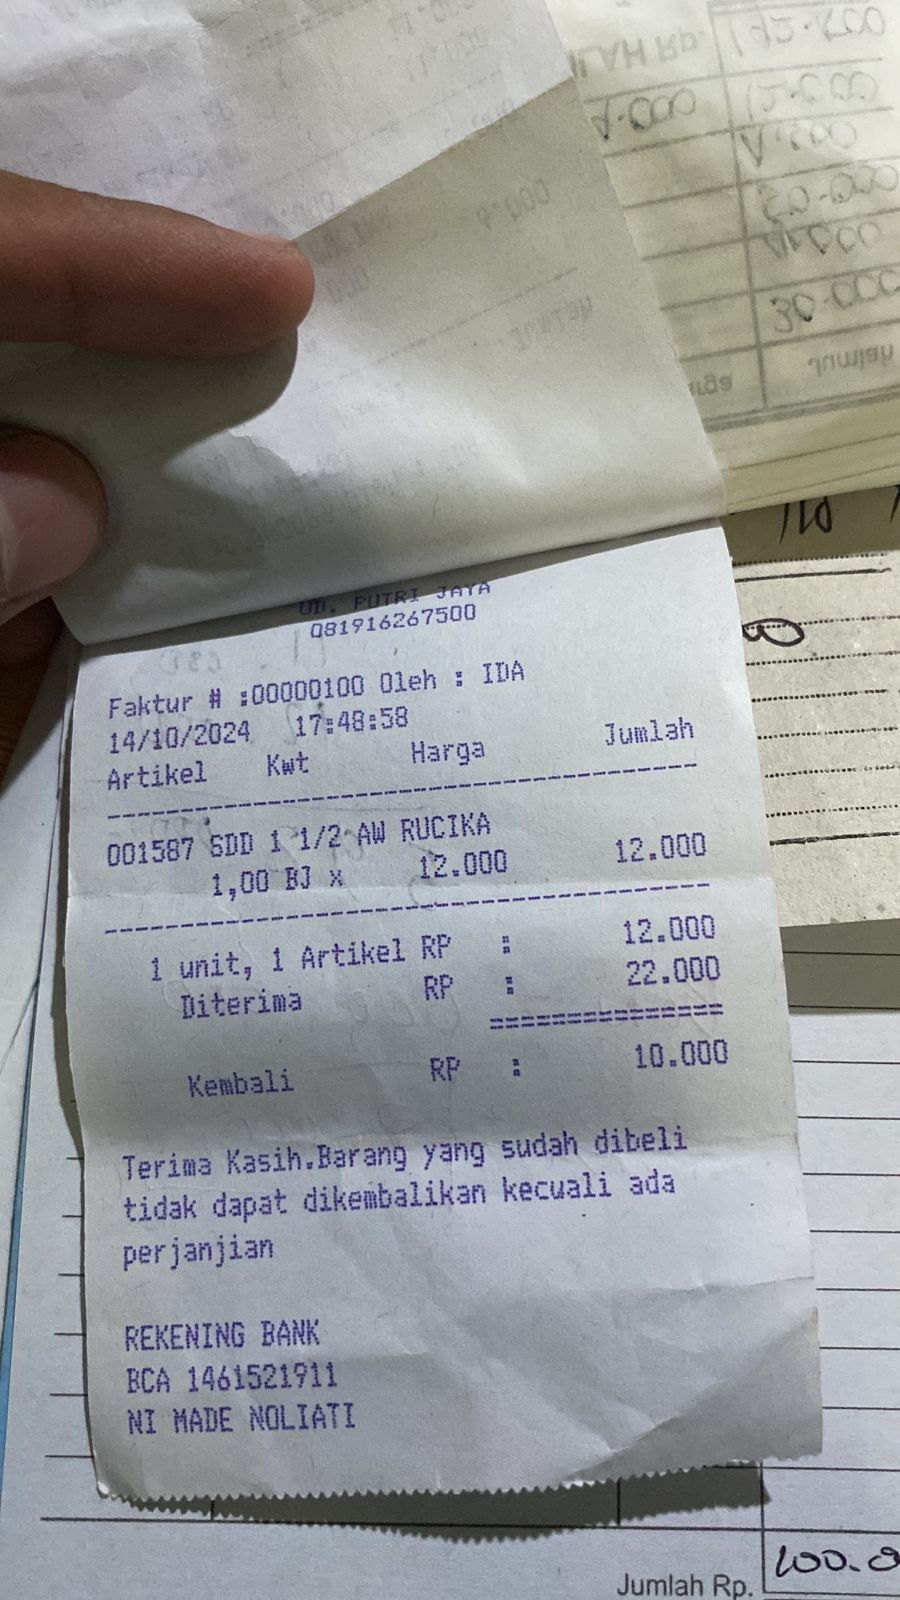 UD. PUTRI JAYA
081916267500
Faktur # :00000100 Oleh : IDA
14/10/2024 17:48:58
Artikel Kwt Harga Jumlah
001587 SDD 1 1/2 AW RUCIKA
1,00 BJ x 12.000 12.000
1 unit, 1 Artikel RP : 12.000
Diterima RP : 22.000
===============
Kembali RP : 10.000
Terima Kasih.Barang yang sudah dibeli
tidak dapat dikembalikan kecuali ada
perjanjian
REKENING BANK
BCA 1461521911
NI MADE NOLIATI
Jumlah Rp.